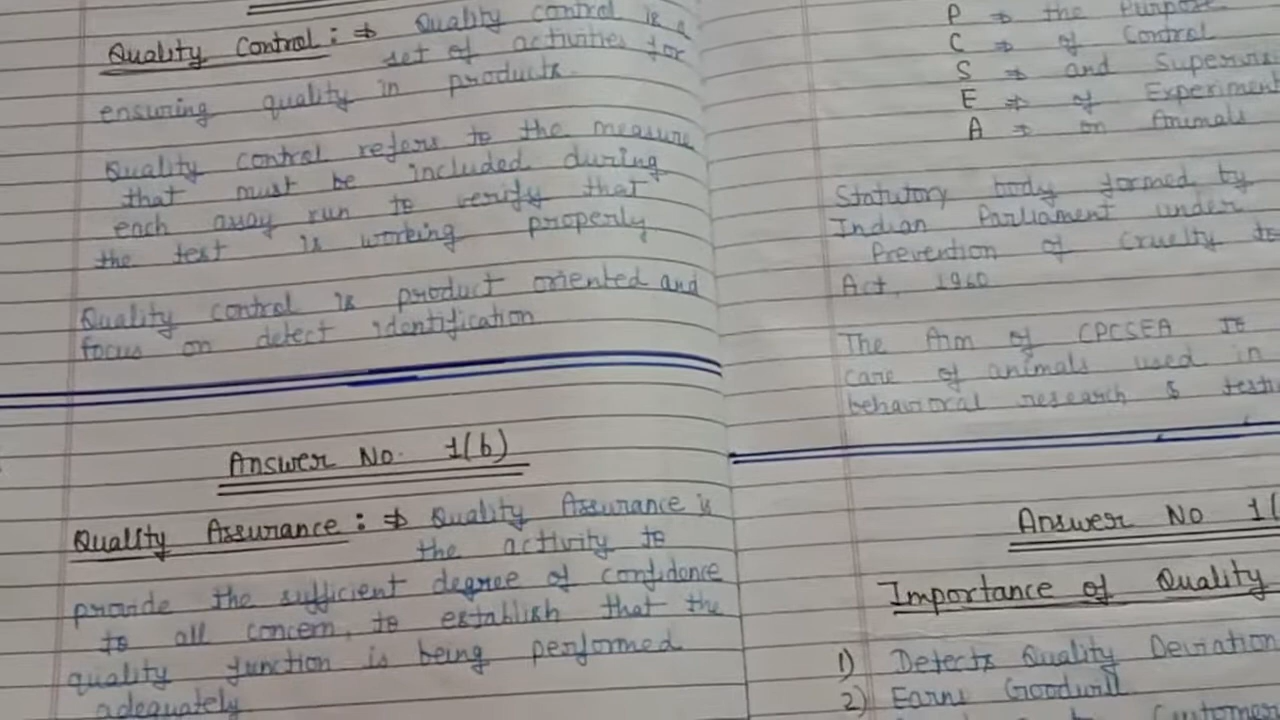 Quality Control : ⇒ Quality control is a
set of activities for
ensuring quality in products.
Quality control refers to the measure
that must be included during
each assay run to verify that
the test is working properly
Quality control is product oriented and
focus on defect identification
Answer No. 1(b)
Quality Assurance : ⇒ Quality Assurance is
the activity to
provide the sufficient degree of confidence
to all concern, to establish that the
quality function is being performed
adequately
P ⇒ the Purpose
C ⇒ of Control
S ⇒ and
E ⇒ of Experiment
A ⇒ on Animals
Statutory body formed by
Indian Parliament under
Prevention of Cruelty to
Act, 1960
The Aim of CPCSEA
care of animals used in
behavioral research &
Answer No 1(
Importance of Quality
1) Detects Quality Deviation
2) Earns Goodwill
Customer